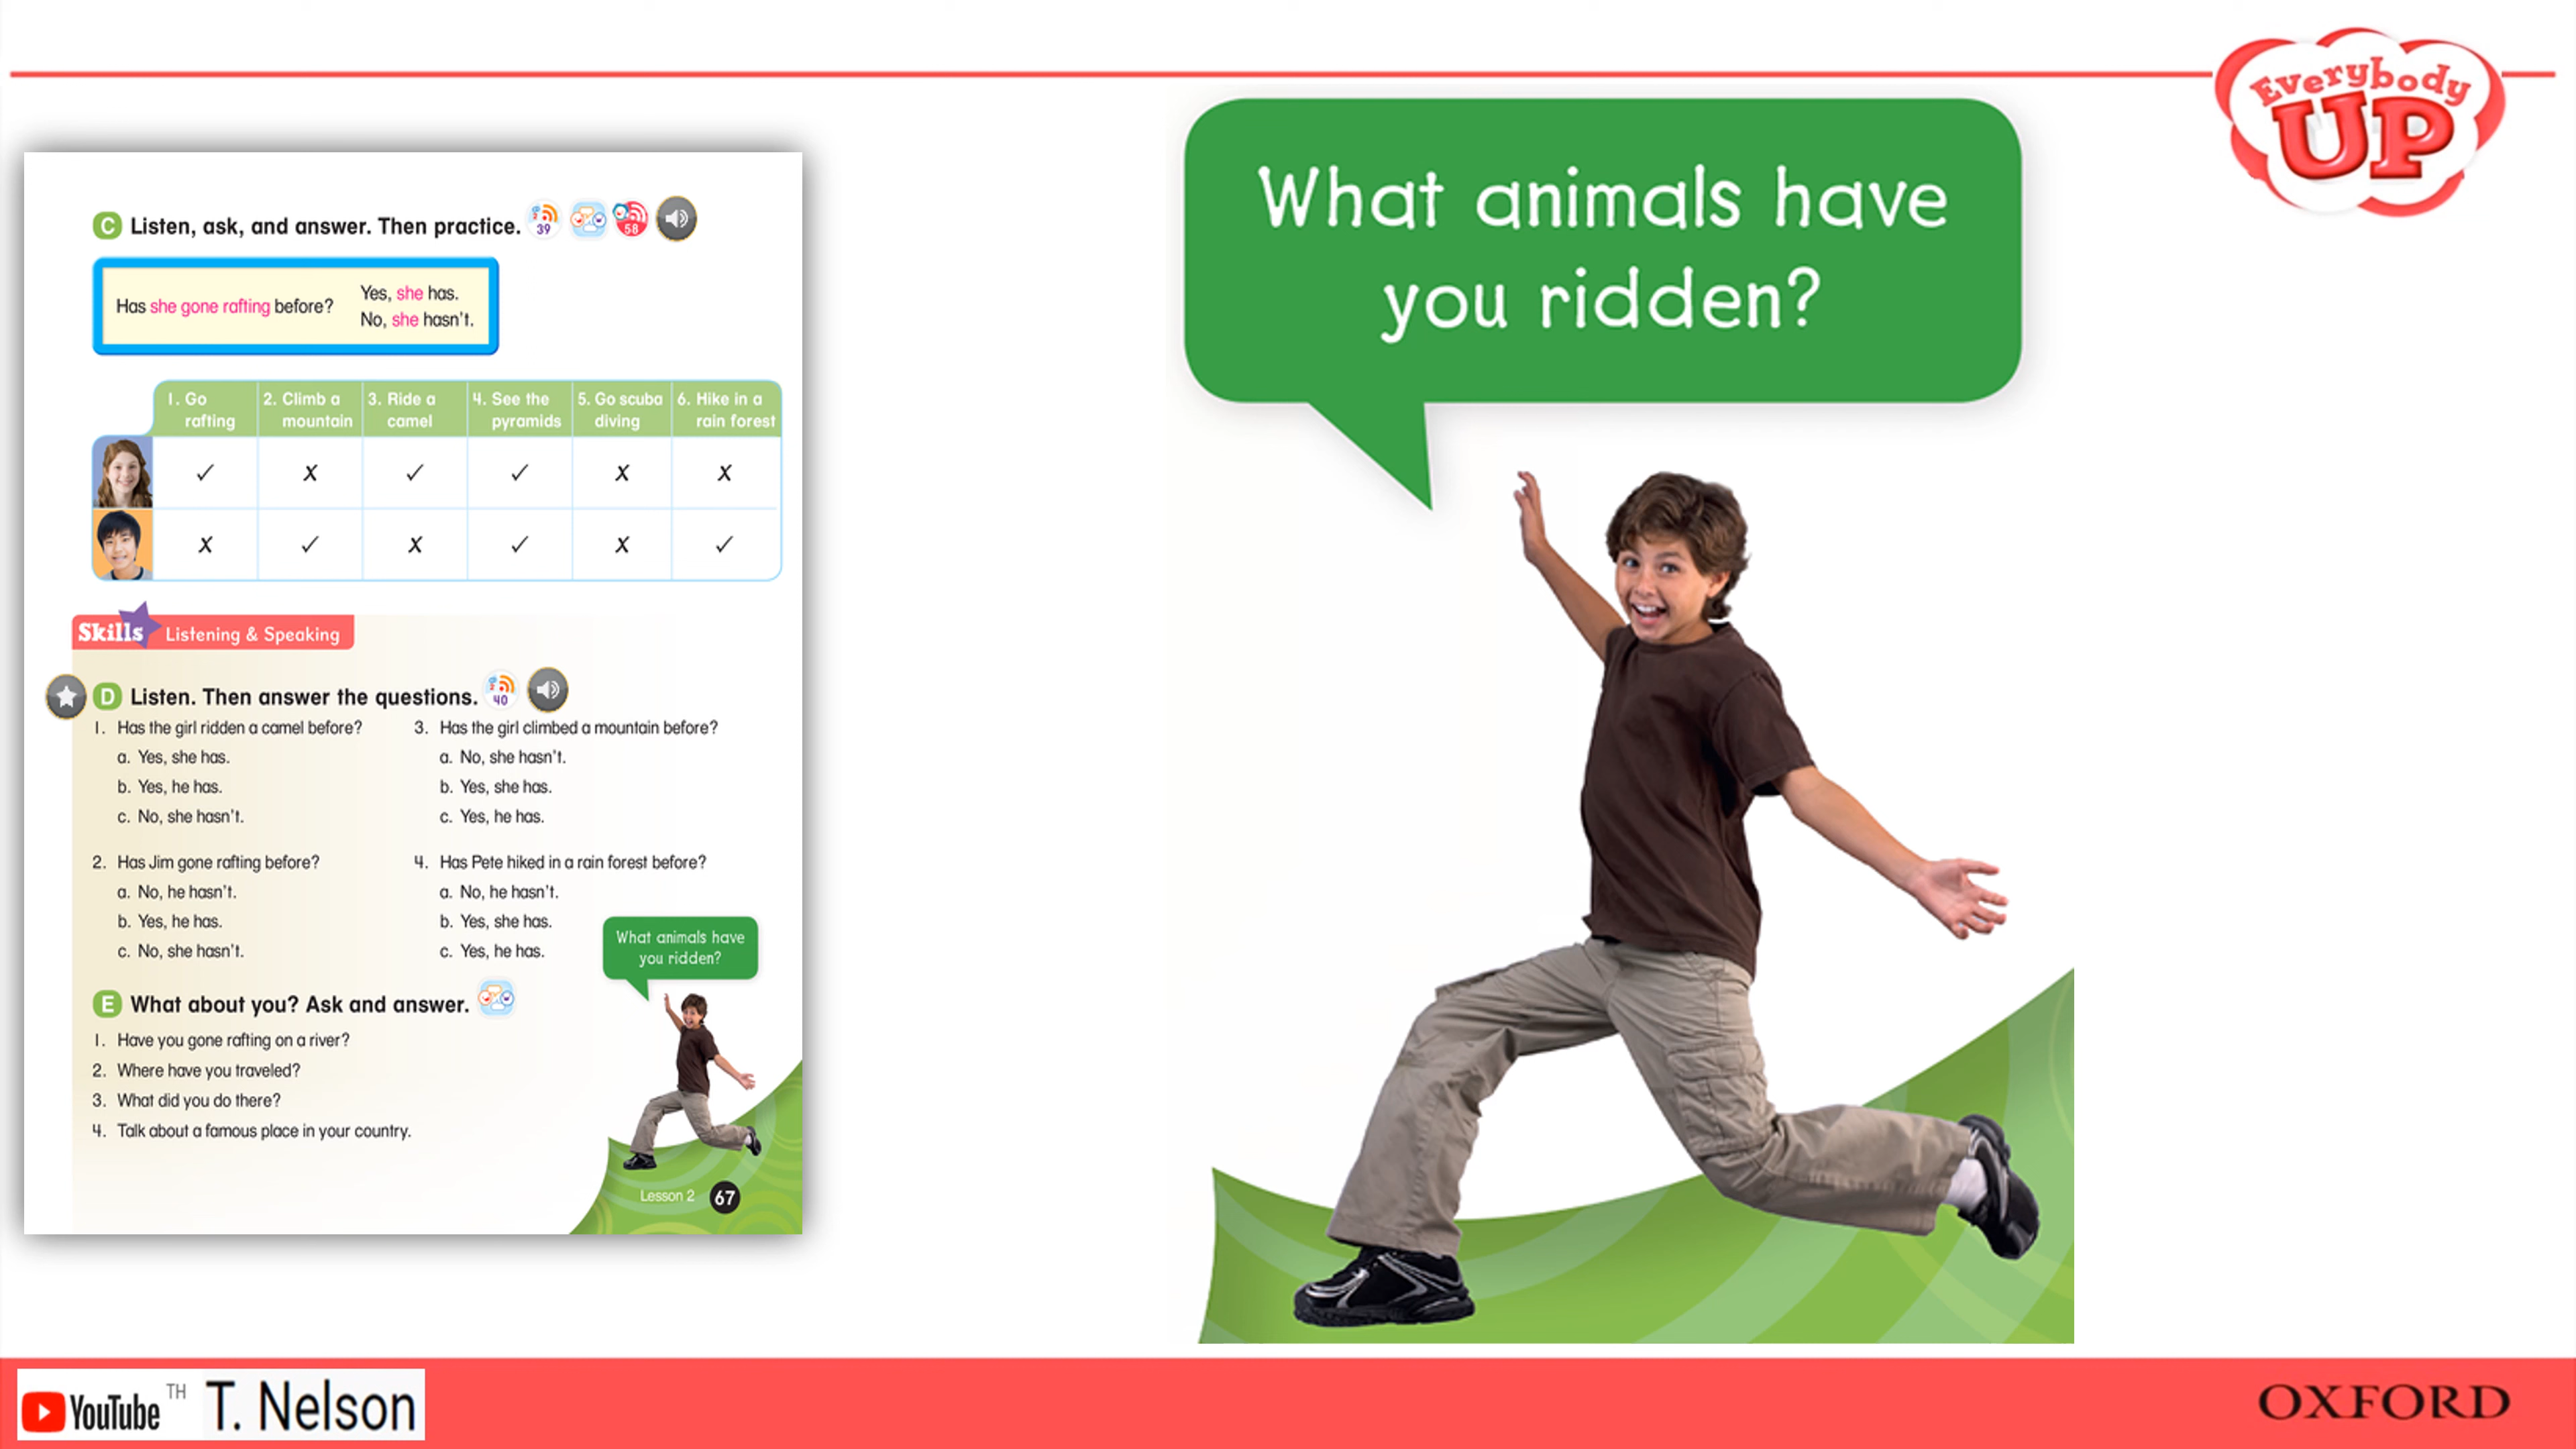 Everybody
UP
What animals have
you ridden?
C Listen, ask, and answer. Then practice. 39 58
Has she gone rafting before?
Yes, she has.
No, she hasn't.
1. Go
rafting
2. Climb a
mountain
3. Ride a
camel
4. See the
pyramids
5. Go scuba
diving
6. Hike in a
rain forest
✓ X ✓ ✓ X X
X ✓ X ✓ X ✓
Skills Listening & Speaking
D Listen. Then answer the questions. 40
1. Has the girl ridden a camel before?
a. Yes, she has.
b. Yes, he has.
c. No, she hasn't.
2. Has Jim gone rafting before?
a. No, he hasn't.
b. Yes, he has.
c. No, she hasn't.
3. Has the girl climbed a mountain before?
a. No, she hasn't.
b. Yes, she has.
c. Yes, he has.
4. Has Pete hiked in a rain forest before?
a. No, he hasn't.
b. Yes, she has.
c. Yes, he has.
What animals have
you ridden?
E What about you? Ask and answer.
1. Have you gone rafting on a river?
2. Where have you traveled?
3. What did you do there?
4. Talk about a famous place in your country.
Lesson 2 67
YouTube TH T. Nelson
OXFORD